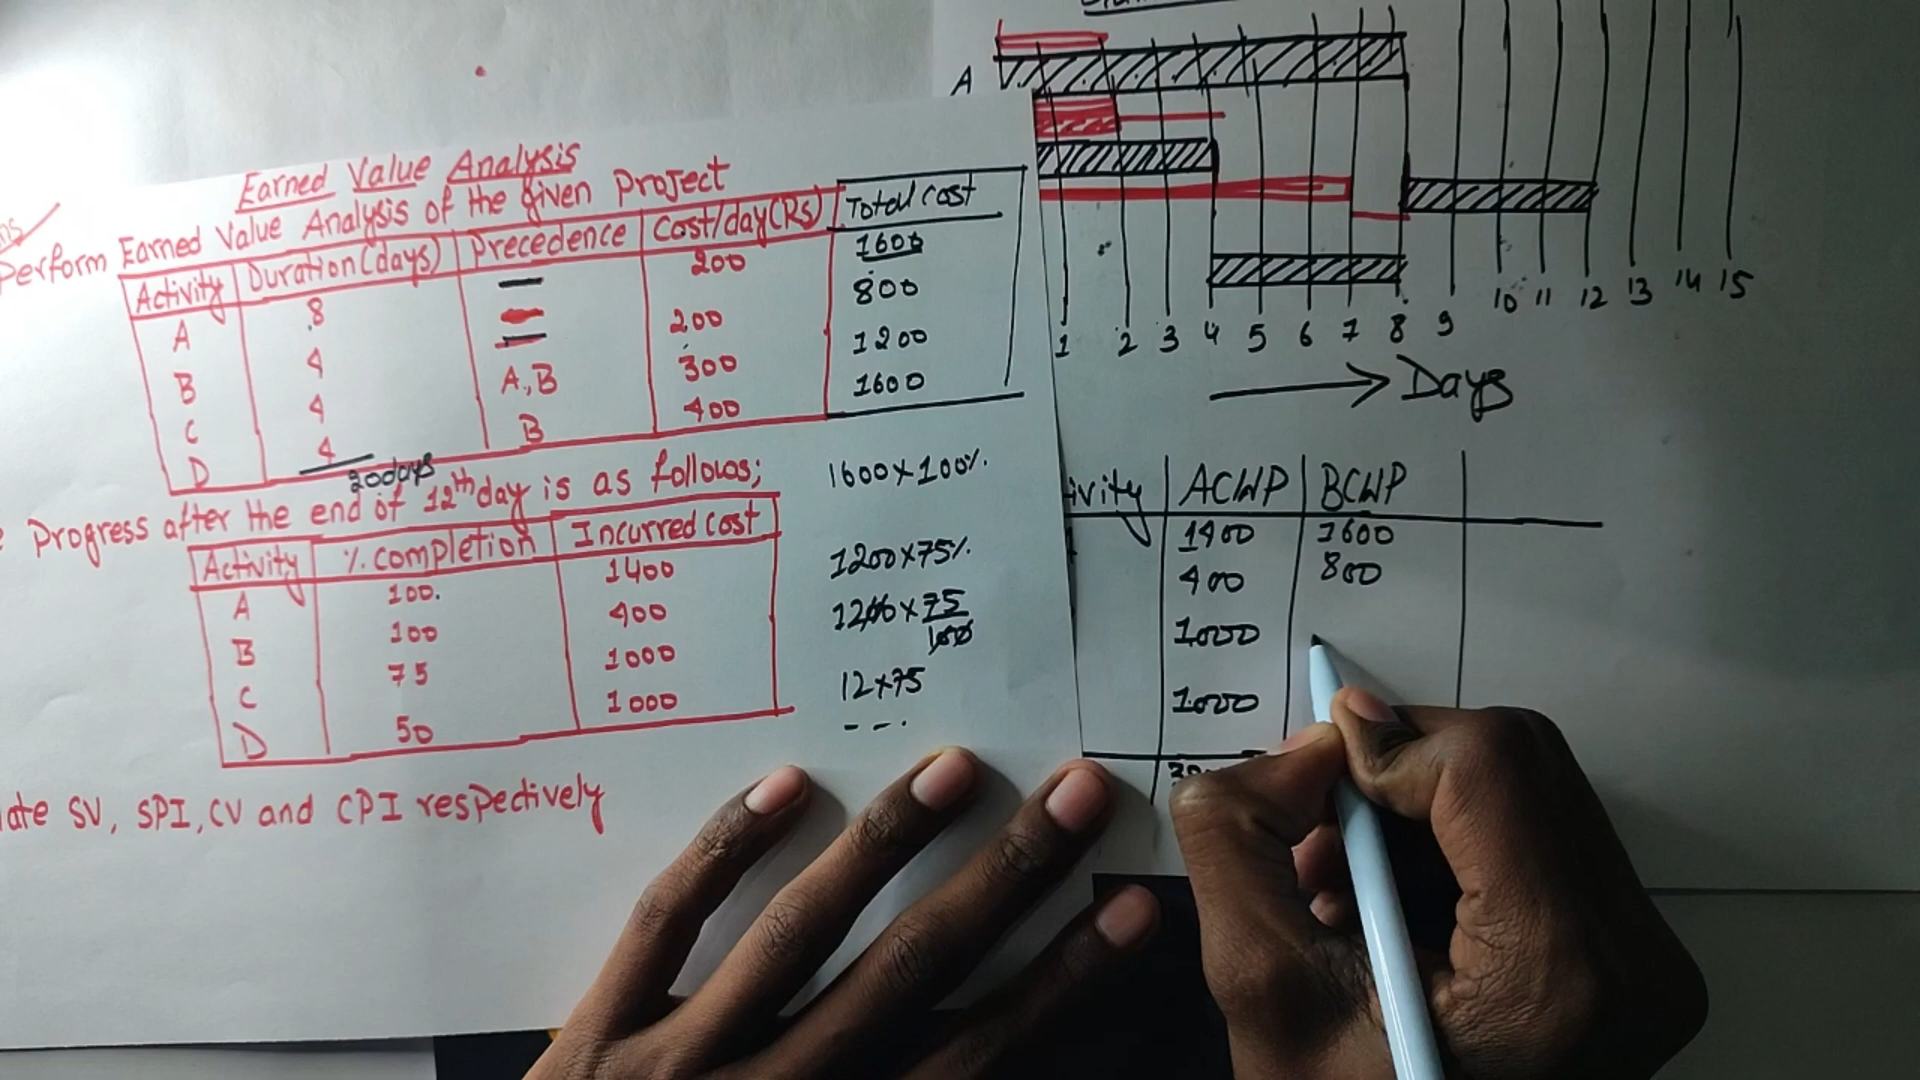 Earned Value Analysis
Perform Earned Value Analysis of the given Project
Activity Duration(days) Precedence Cost/day(Rs) Total cost
A 8 — 200 1600
B 4 — 200 800
C 4 A,B 300 1200
D 4 B 400 1600
20days
Progress after the end of 12th day is as follows;
Activity % completion Incurred cost
A 100. 1400
B 100 400
C 75 1000
D 50 1000
1600×100%.
1200×75%.
1200×75/100
12×75
---.
SV, SPI, CV and CPI respectively
A
1 2 3 4 5 6 7 8 9 10 11 12 13 14 15
Days
ivity ACWP BCWP
1400 1600
400 800
1000
1000